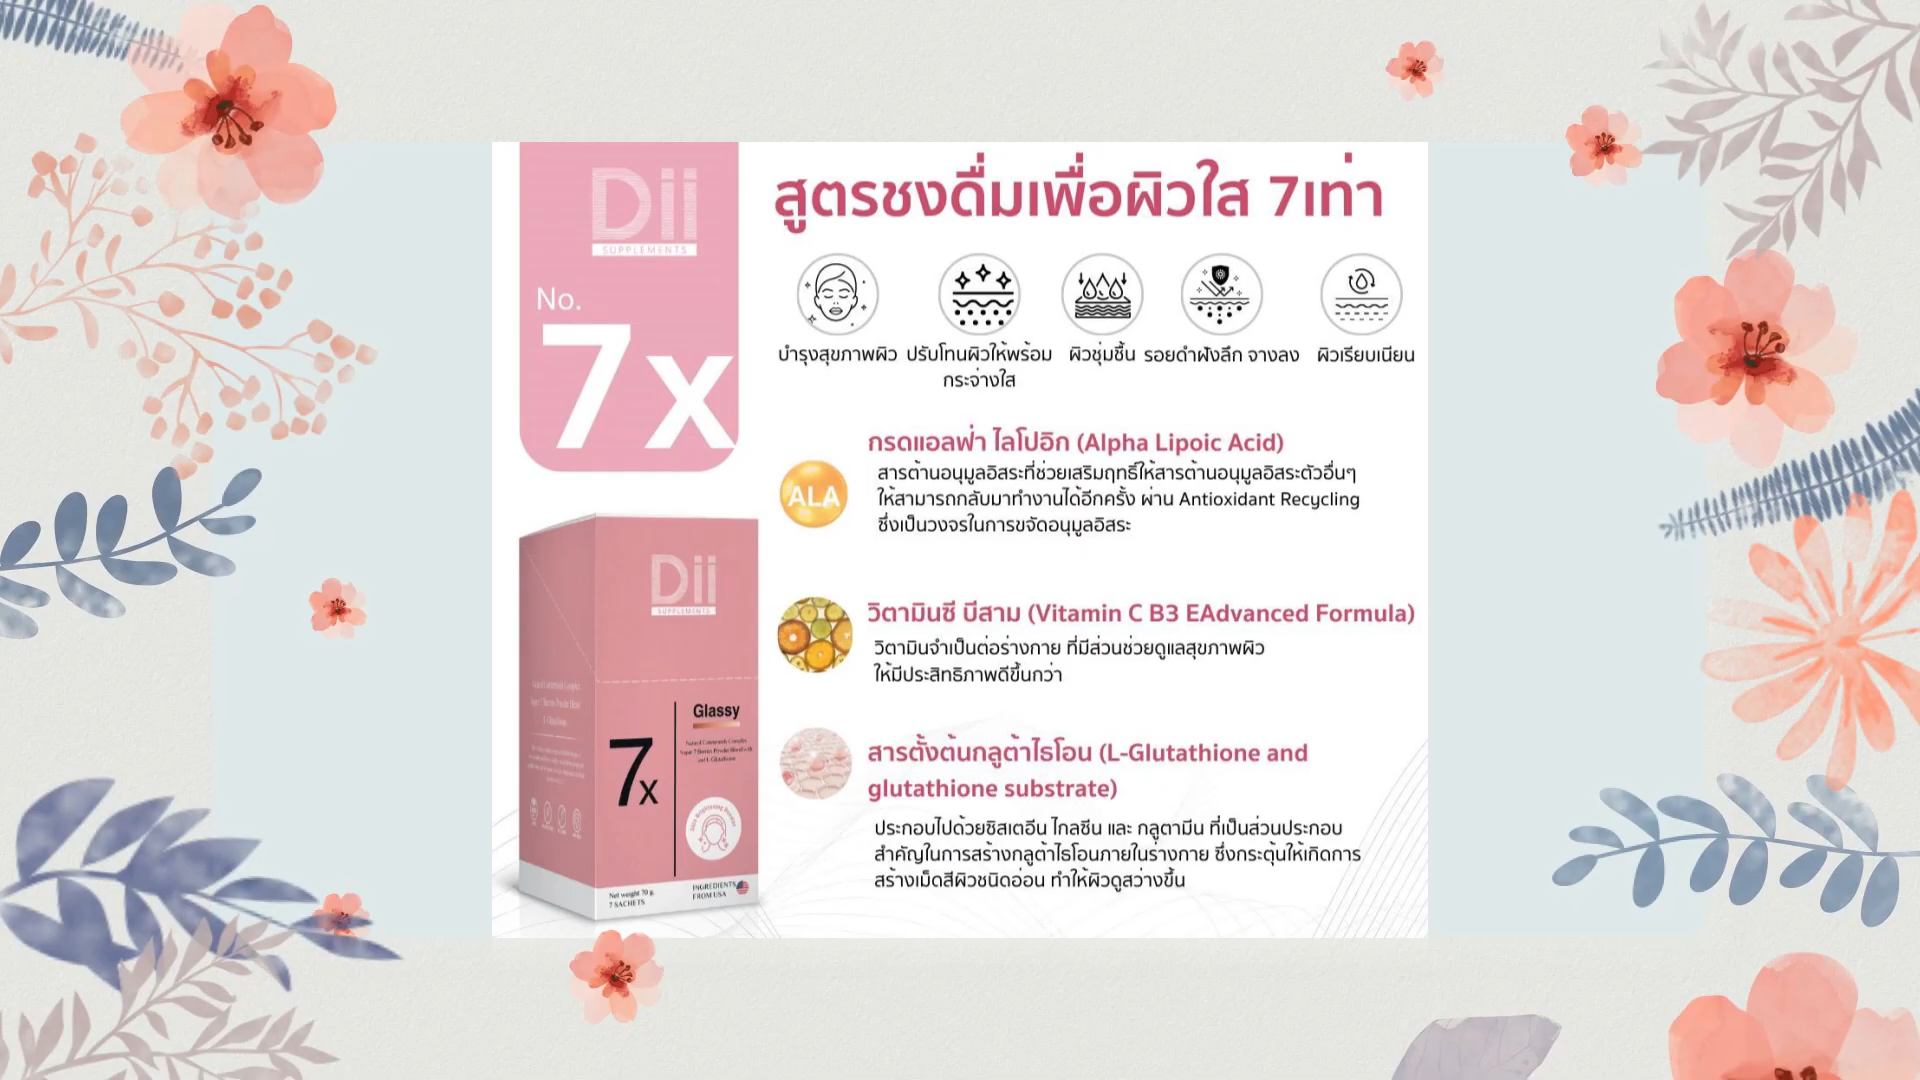 Dii
SUPPLEMENTS
No.
7x
สูตรชงดื่มเพื่อผิวใส 7เท่า
บำรุงสุขภาพผิว
ปรับโทนผิวให้พร้อม
กระจ่างใส
ผิวชุ่มชื้น
รอยดำฝังลึก จางลง
ผิวเรียบเนียน
กรดแอลฟ่า ไลโปอิก (Alpha Lipoic Acid)
ALA
สารต้านอนุมูลอิสระที่ช่วยเสริมฤทธิ์ให้สารต้านอนุมูลอิสระตัวอื่นๆ
ให้สามารถกลับมาทำงานได้อีกครั้ง ผ่าน Antioxidant Recycling
ซึ่งเป็นวงจรในการขจัดอนุมูลอิสระ
วิตามินซี บีสาม (Vitamin C B3 EAdvanced Formula)
วิตามินจำเป็นต่อร่างกาย ที่มีส่วนช่วยดูแลสุขภาพผิว
ให้มีประสิทธิภาพดีขึ้นกว่า
สารตั้งต้นกลูต้าไธโอน (L-Glutathione and
glutathione substrate)
ประกอบไปด้วยซิสเตอีน ไกลซีน และ กลูตามีน ที่เป็นส่วนประกอบ
สำคัญในการสร้างกลูต้าไธโอนภายในร่างกาย ซึ่งกระตุ้นให้เกิดการ
สร้างเม็ดสีผิวชนิดอ่อน ทำให้ผิวดูสว่างขึ้น
Dii
SUPPLEMENTS
Glassy
7x
Net weight 70 g.
7 SACHETS
INGREDIENTS
FROM USA